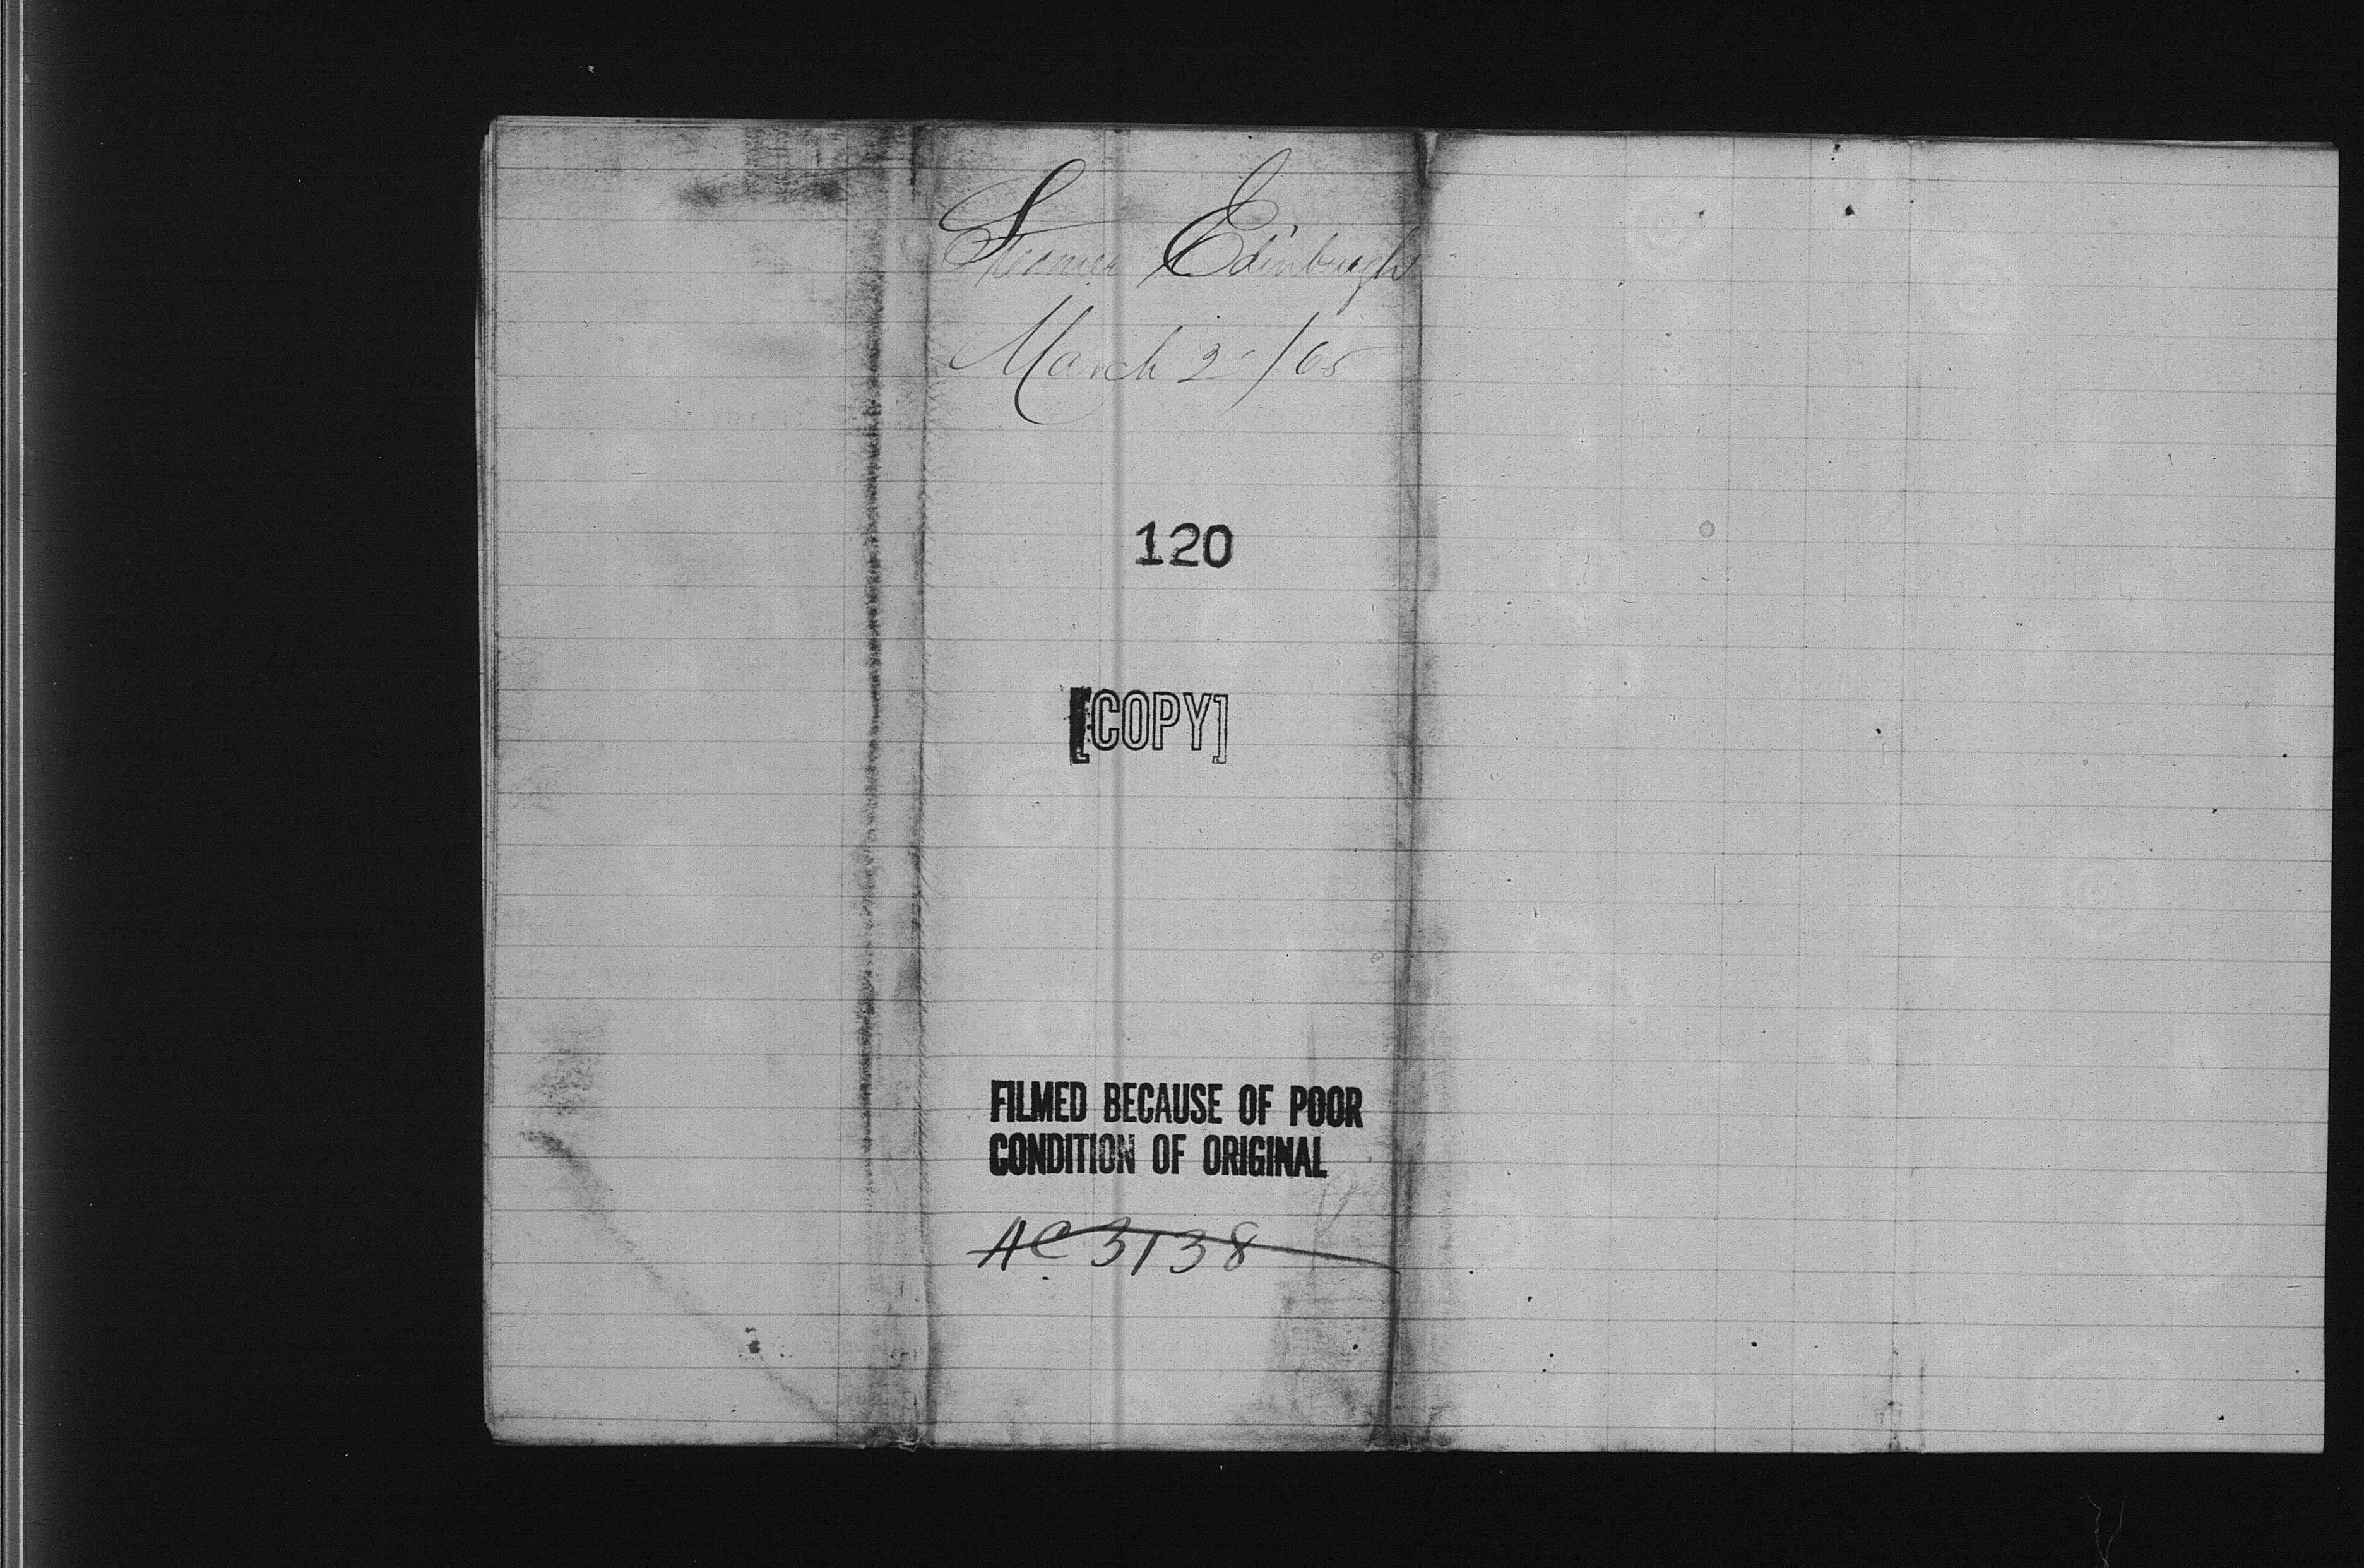 Steamer Edinburgh
March 2/65
120
[COPY]
FILMED BECAUSE OF POOR
CONDITION OF ORIGINAL
AC 3138